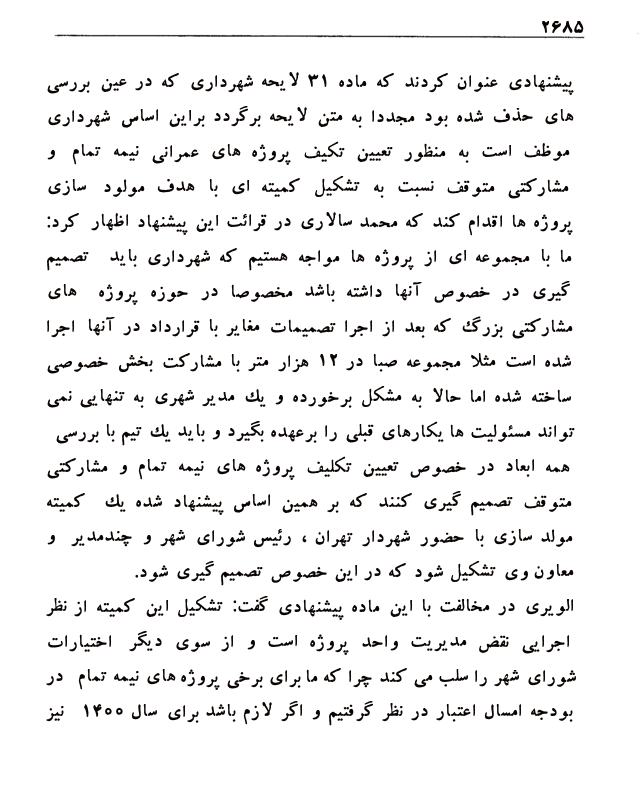 ۲۶۸۵
پیشنهادی عنوان کردند که ماده ۳۱ لایحه شهرداری که در عین بررسی
های حذف شده بود مجددا به متن لایحه برگردد براین اساس شهرداری
موظف است به منظور تعیین تکیف پروژه های عمرانی نیمه تمام و
مشارکتی متوقف نسبت به تشکیل کمیته ای با هدف مولود سازی
پروژه ها اقدام کند که محمد سالاری در قرائت این پیشنهاد اظهار کرد:
ما با مجموعه ای از پروژه ها مواجه هستیم که شهرداری باید تصمیم
گیری در خصوص آنها داشته باشد مخصوصا در حوزه پروژه های
مشارکتی بزرگ که بعد از اجرا تصمیمات مغایر با قرارداد در آنها اجرا
شده است مثلا مجموعه صبا در ۱۲ هزار متر با مشارکت بخش خصوصی
ساخته شده اما حالا به مشکل برخورده و یك مدیر شهری به تنهایی نمی
تواند مسئولیت ها یکارهای قبلی را برعهده بگیرد و باید یك تیم با بررسی
همه ابعاد در خصوص تعیین تکلیف پروژه های نیمه تمام و مشارکتی
متوقف تصمیم گیری کنند که بر همین اساس پیشنهاد شده یك کمیته
مولد سازی با حضور شهردار تهران ، رئیس شورای شهر و چندمدیر و
معاون وی تشکیل شود که در این خصوص تصمیم گیری شود.
الویری در مخالفت با این ماده پیشنهادی گفت: تشکیل این کمیته از نظر
اجرایی نقض مدیریت واحد پروژه است و از سوی دیگر اختیارات
شورای شهر را سلب می کند چرا که ما برای برخی پروژه های نیمه تمام در
بودجه امسال اعتبار در نظر گرفتیم و اگر لازم باشد برای سال ۱۴۰۰ نیز